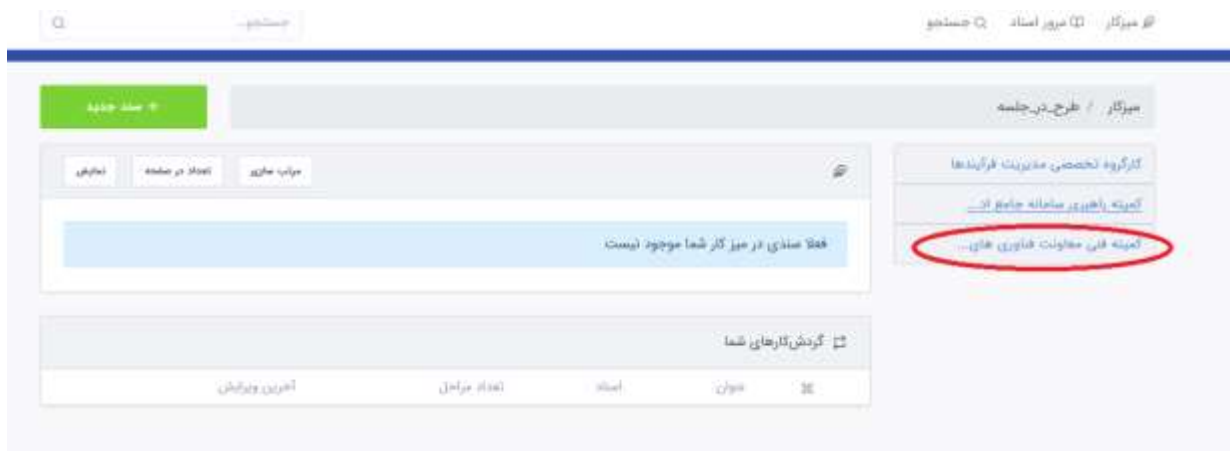 میزکار مرور اسناد جستجو
جستجو...
میزکار / طرح_در_جلسه
+ سند جدید
کارگروه تخصصی مدیریت فرآیندها
کمیته راهبری سامانه جامع اد...
کمیته فنی معاونت فناوری های...
مرتب سازی تعداد در صفحه نمایش
فعلا سندی در میز کار شما موجود نیست
گردش‌کارهای شما
عنوان اسناد تعداد مراحل آخرین ویرایش